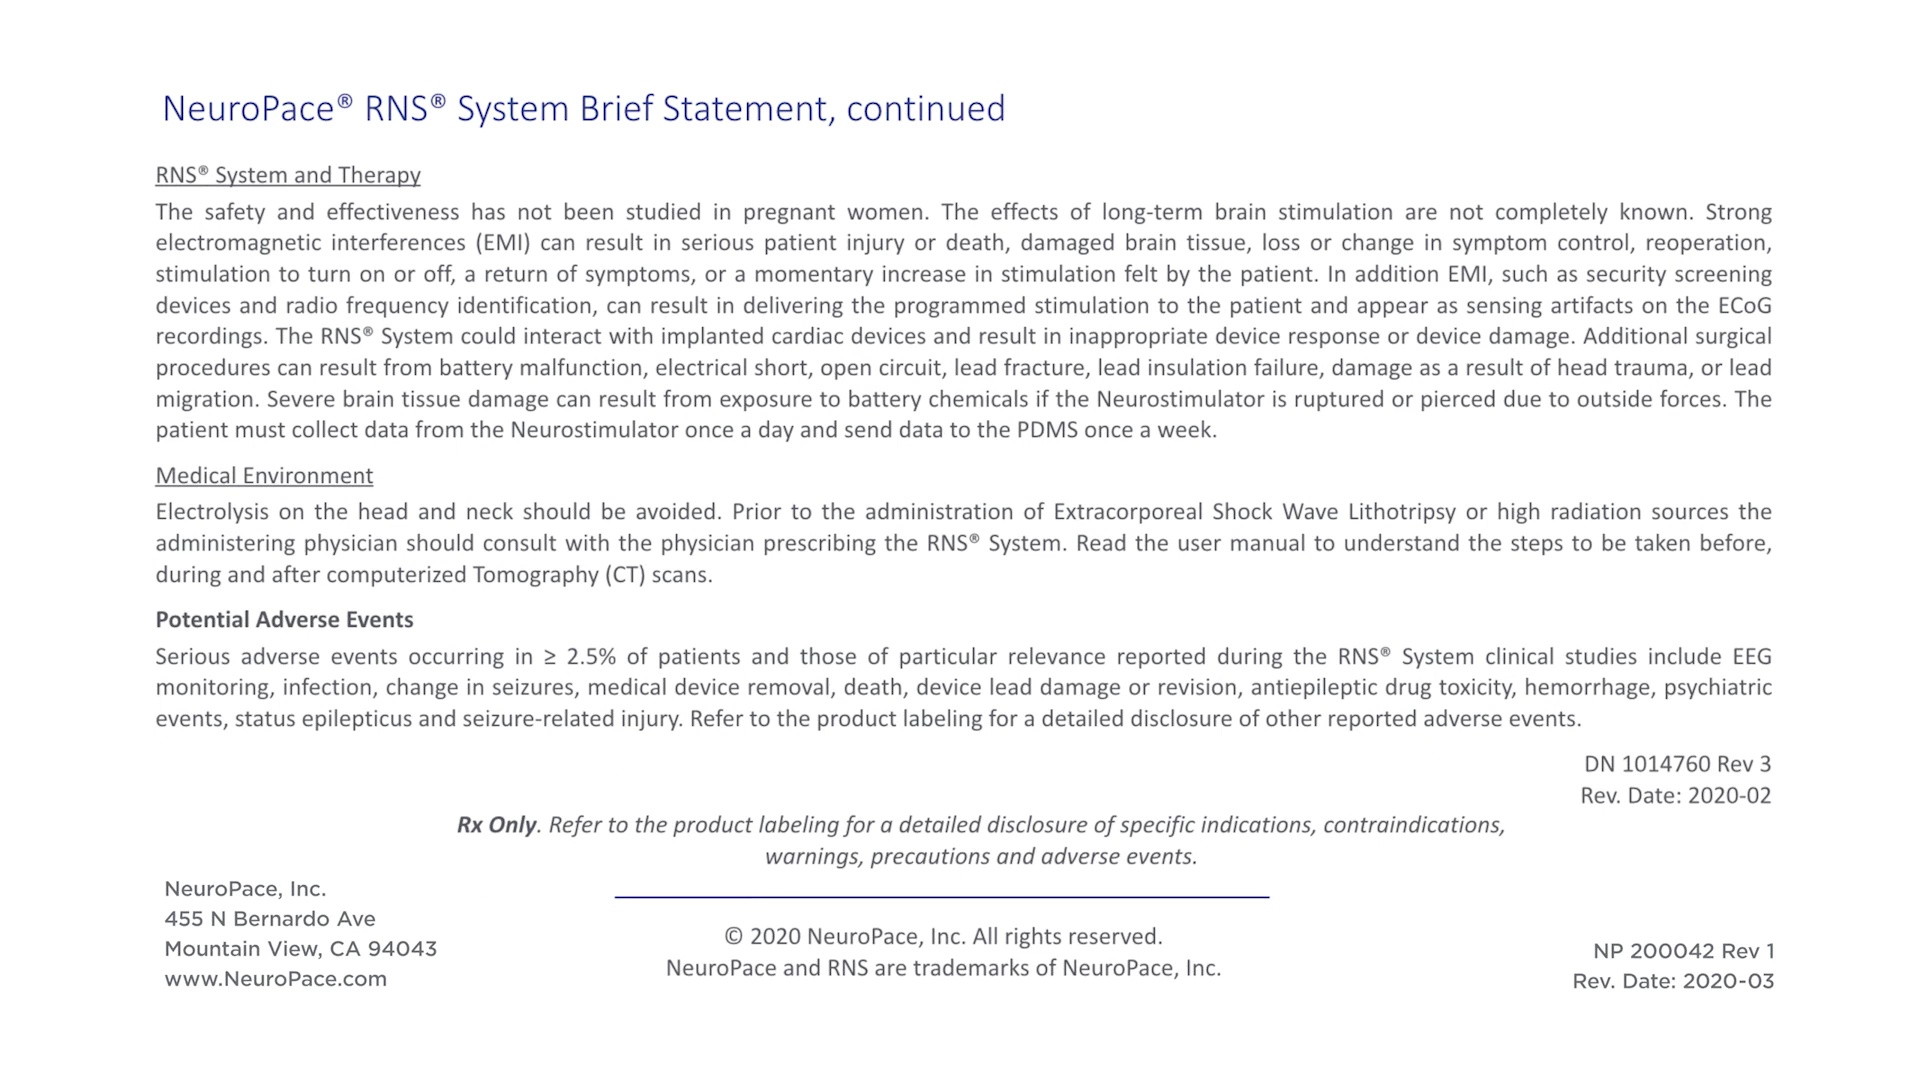 NeuroPace® RNS® System Brief Statement, continued
RNS® System and Therapy
The safety and effectiveness has not been studied in pregnant women. The effects of long-term brain stimulation are not completely known. Strong
electromagnetic interferences (EMI) can result in serious patient injury or death, damaged brain tissue, loss or change in symptom control, reoperation,
stimulation to turn on or off, a return of symptoms, or a momentary increase in stimulation felt by the patient. In addition EMI, such as security screening
devices and radio frequency identification, can result in delivering the programmed stimulation to the patient and appear as sensing artifacts on the ECoG
recordings. The RNS® System could interact with implanted cardiac devices and result in inappropriate device response or device damage. Additional surgical
procedures can result from battery malfunction, electrical short, open circuit, lead fracture, lead insulation failure, damage as a result of head trauma, or lead
migration. Severe brain tissue damage can result from exposure to battery chemicals if the Neurostimulator is ruptured or pierced due to outside forces. The
patient must collect data from the Neurostimulator once a day and send data to the PDMS once a week.
Medical Environment
Electrolysis on the head and neck should be avoided. Prior to the administration of Extracorporeal Shock Wave Lithotripsy or high radiation sources the
administering physician should consult with the physician prescribing the RNS® System. Read the user manual to understand the steps to be taken before,
during and after computerized Tomography (CT) scans.
Potential Adverse Events
Serious adverse events occurring in ≥ 2.5% of patients and those of particular relevance reported during the RNS® System clinical studies include EEG
monitoring, infection, change in seizures, medical device removal, death, device lead damage or revision, antiepileptic drug toxicity, hemorrhage, psychiatric
events, status epilepticus and seizure-related injury. Refer to the product labeling for a detailed disclosure of other reported adverse events.
DN 1014760 Rev 3
Rev. Date: 2020-02
Rx Only. Refer to the product labeling for a detailed disclosure of specific indications, contraindications,
warnings, precautions and adverse events.
NeuroPace, Inc.
455 N Bernardo Ave
Mountain View, CA 94043
www.NeuroPace.com
© 2020 NeuroPace, Inc. All rights reserved.
NeuroPace and RNS are trademarks of NeuroPace, Inc.
NP 200042 Rev 1
Rev. Date: 2020-03